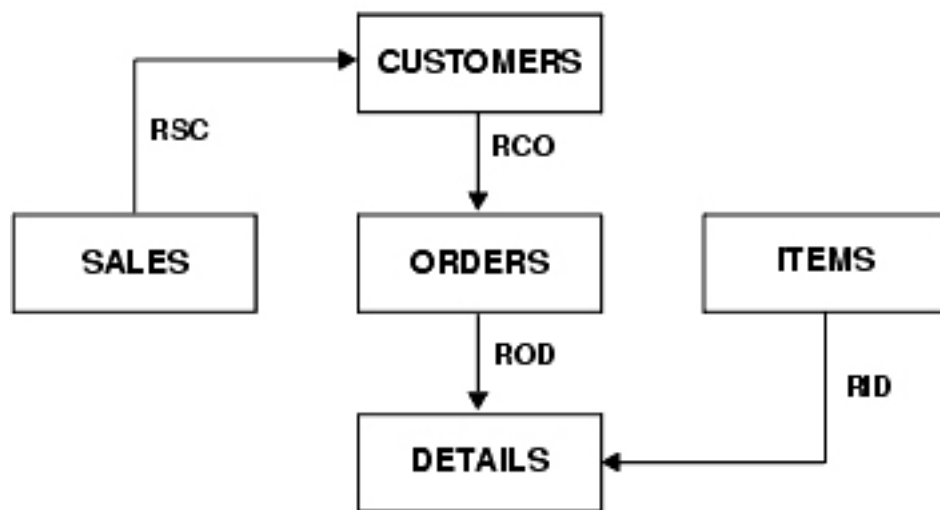 CUSTOMERS
RSC
RCO
SALES
ORDERS
ITEMS
ROD
RID
DETAILS